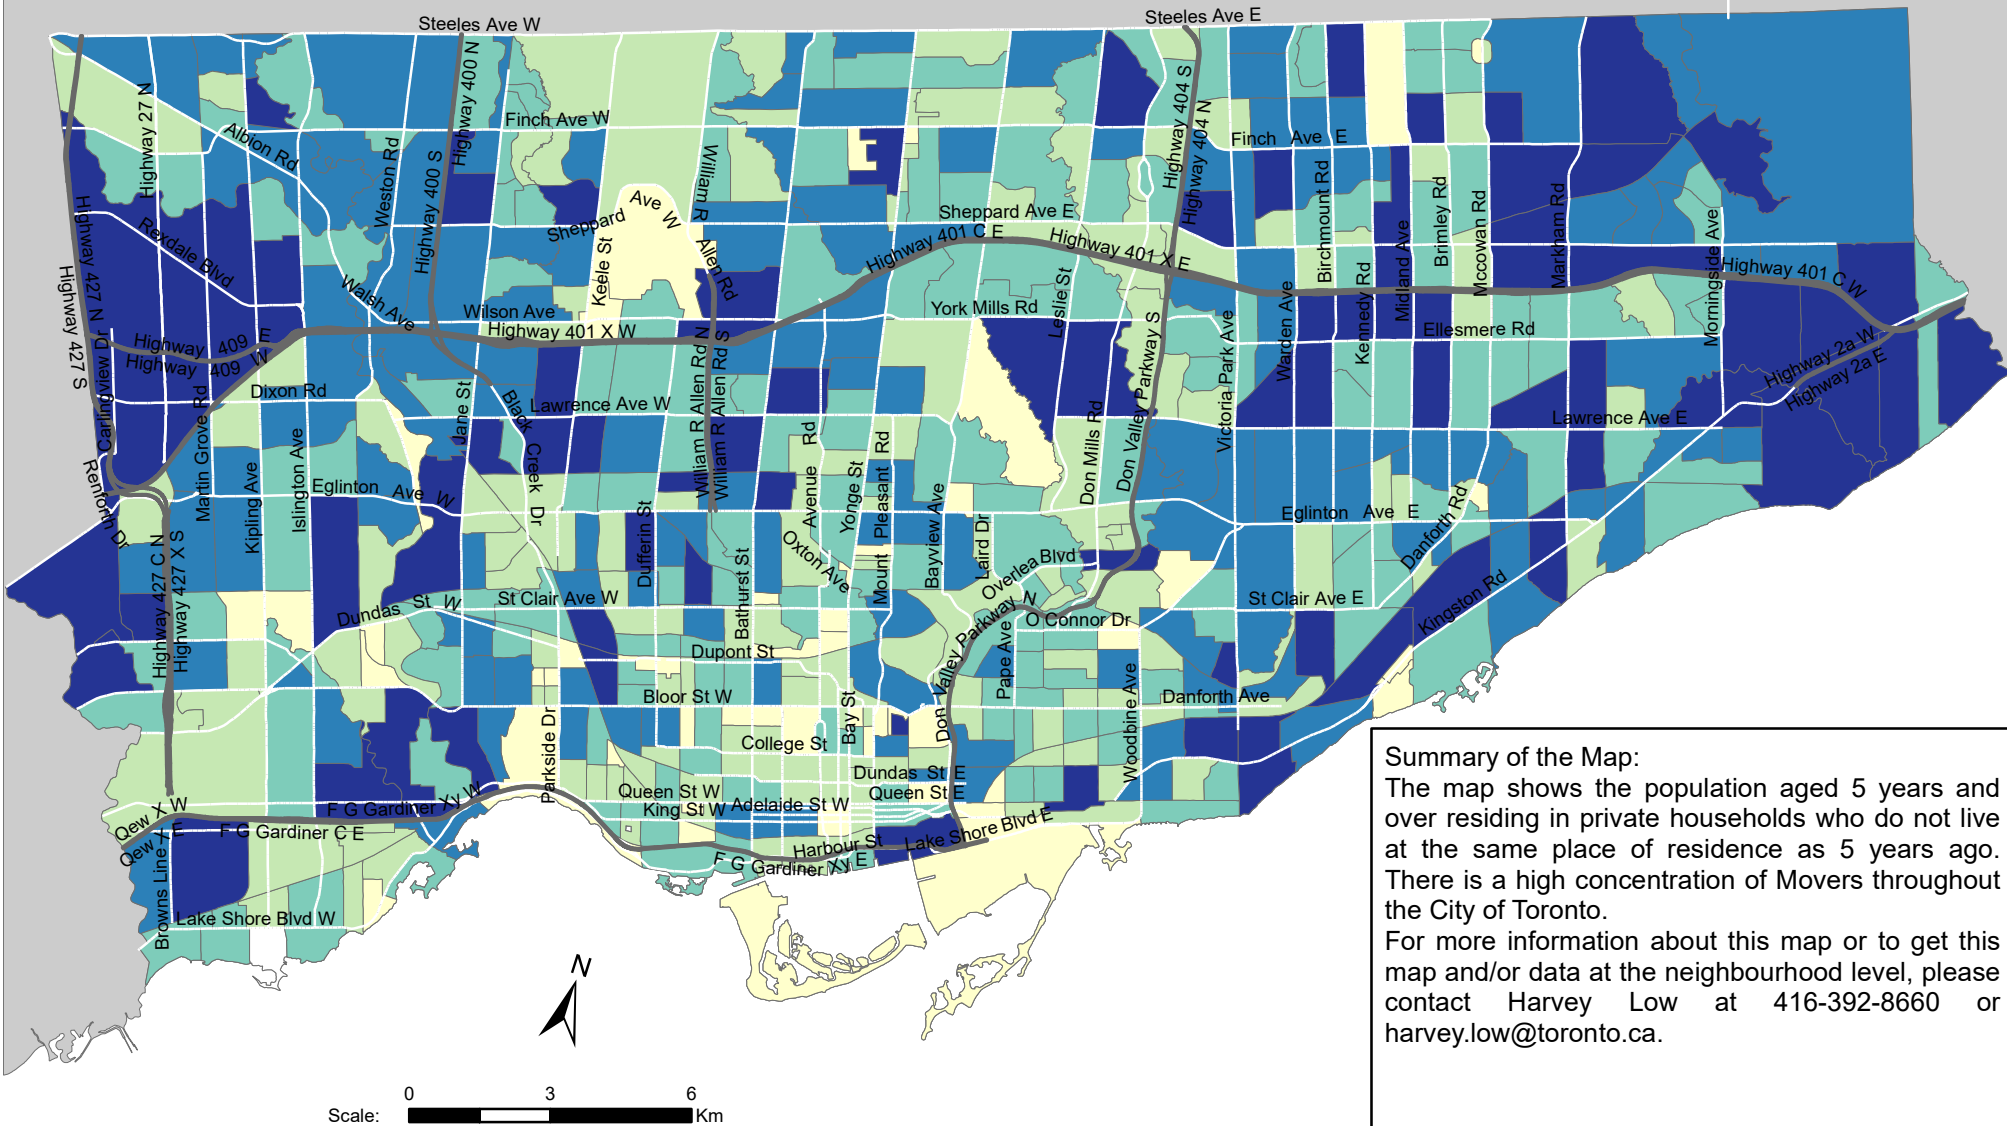 Steeles Ave W
Steeles Ave E
Highway 400 N
Highway 404 S
Highway 27 N
Finch Ave W
Highway 404 N
Finch Ave E
Albion Rd
Weston Rd
Highway 400 S
William R Allen Rd
Birchmount Rd
Brimley Rd
Mccowan Rd
Markham Rd
Midland Ave
Morningside Ave
Sheppard Ave W
Sheppard Ave E
Highway 427 N
Rexdale Blvd
Keele St
Highway 401 C E
Highway 401 X E
Highway 401 C W
Highway 427 S
Walsh Ave
Wilson Ave
York Mills Rd
Leslie St
Kennedy Rd
Warden Ave
Ellesmere Rd
Highway 401 X W
Highway 409 E
Highway 409 W
Carlingview Dr
Dixon Rd
Martin Grove Rd
Jane St
Black Creek Dr
Lawrence Ave W
William R Allen Rd N
William R Allen Rd S
Don Valley Parkway S
Victoria Park Ave
Highway 2a W
Highway 2a E
Lawrence Ave E
Renforth Dr
Kipling Ave
Islington Ave
Eglinton Ave W
Avenue Rd
Yonge St
Mount Pleasant Rd
Bayview Ave
Don Mills Rd
Eglinton Ave E
Danforth Rd
Highway 427 C N
Highway 427 X S
Dufferin St
Bathurst St
Oxton Ave
Laird Dr
Overlea Blvd
Dundas St W
St Clair Ave W
St Clair Ave E
Kingston Rd
Don Valley Parkway N
O Connor Dr
Pape Ave
Dupont St
Bloor St W
Danforth Ave
Woodbine Ave
Parkside Dr
Bay St
College St
Dundas St E
Queen St W
Queen St E
King St W
Adelaide St W
Qew X W
Qew X E
F G Gardiner Xy W
F G Gardiner C E
Harbour St
Lake Shore Blvd E
F G Gardiner Xy E
Browns Line
Lake Shore Blvd W
N
0 3 6
Scale: Km
Summary of the Map:
The map shows the population aged 5 years and
over residing in private households who do not live
at the same place of residence as 5 years ago.
There is a high concentration of Movers throughout
the City of Toronto.
For more information about this map or to get this
map and/or data at the neighbourhood level, please
contact Harvey Low at 416-392-8660 or
harvey.low@toronto.ca.